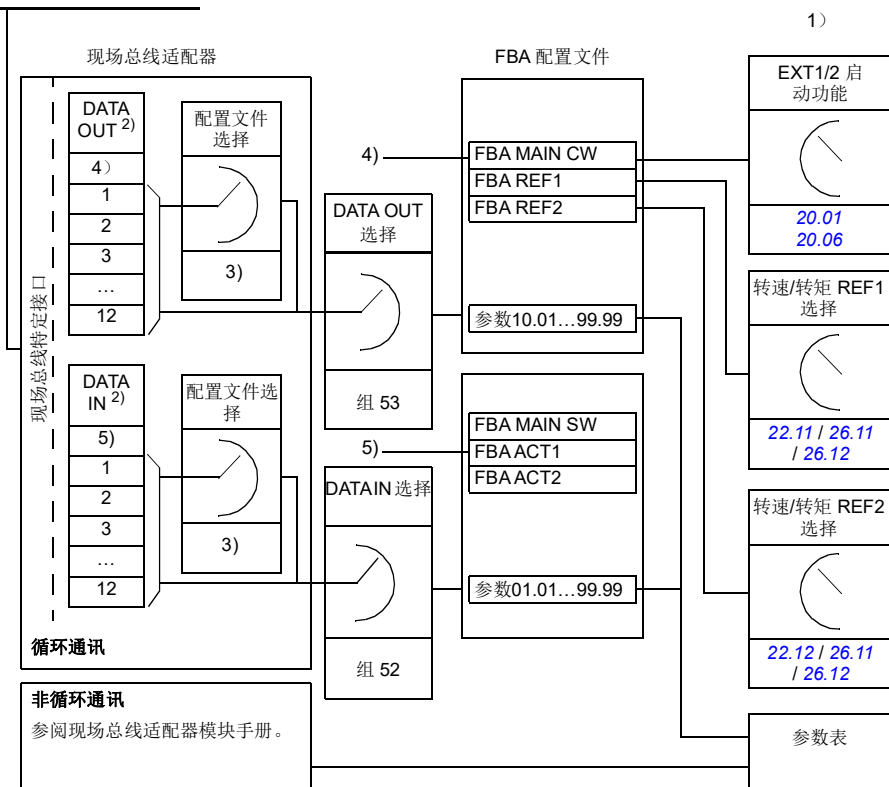 1）
现场总线适配器
FBA 配置文件
现场总线特定接口
DATA
OUT 2)
4）
1
2
3
…
12
配置文件
选择
3)
DATA
IN 2)
5)
1
2
3
…
12
配置文件选
择
3)
循环通讯
非循环通讯
参阅现场总线适配器模块手册。
4)
DATA OUT
选择
组 53
5)
DATA IN 选择
组 52
FBA MAIN CW
FBA REF1
FBA REF2
参数10.01…99.99
FBA MAIN SW
FBA ACT1
FBA ACT2
参数01.01…99.99
EXT1/2 启
动功能
20.01
20.06
转速/转矩 REF1
选择
22.11 / 26.11
/ 26.12
转速/转矩 REF2
选择
22.12 / 26.11
/ 26.12
参数表